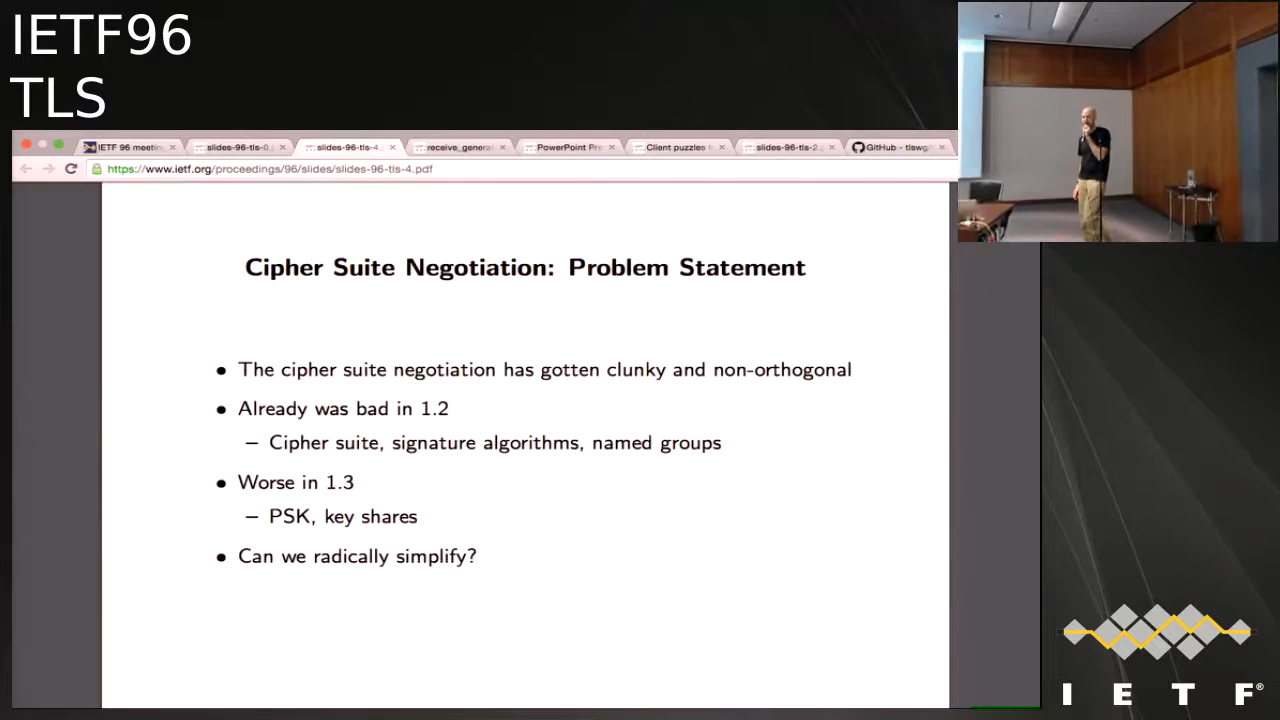 IETF96
TLS
IETF 96 meetin
slides-96-tls-0.
slides-96-tls-4.
receive_genera
PowerPoint Pre
Client puzzles t
slides-96-tls-2.
GitHub - tlswg/
https://www.ietf.org/proceedings/96/slides/slides-96-tls-4.pdf
Cipher Suite Negotiation: Problem Statement
• The cipher suite negotiation has gotten clunky and non-orthogonal
• Already was bad in 1.2
– Cipher suite, signature algorithms, named groups
• Worse in 1.3
– PSK, key shares
• Can we radically simplify?
I E T F®